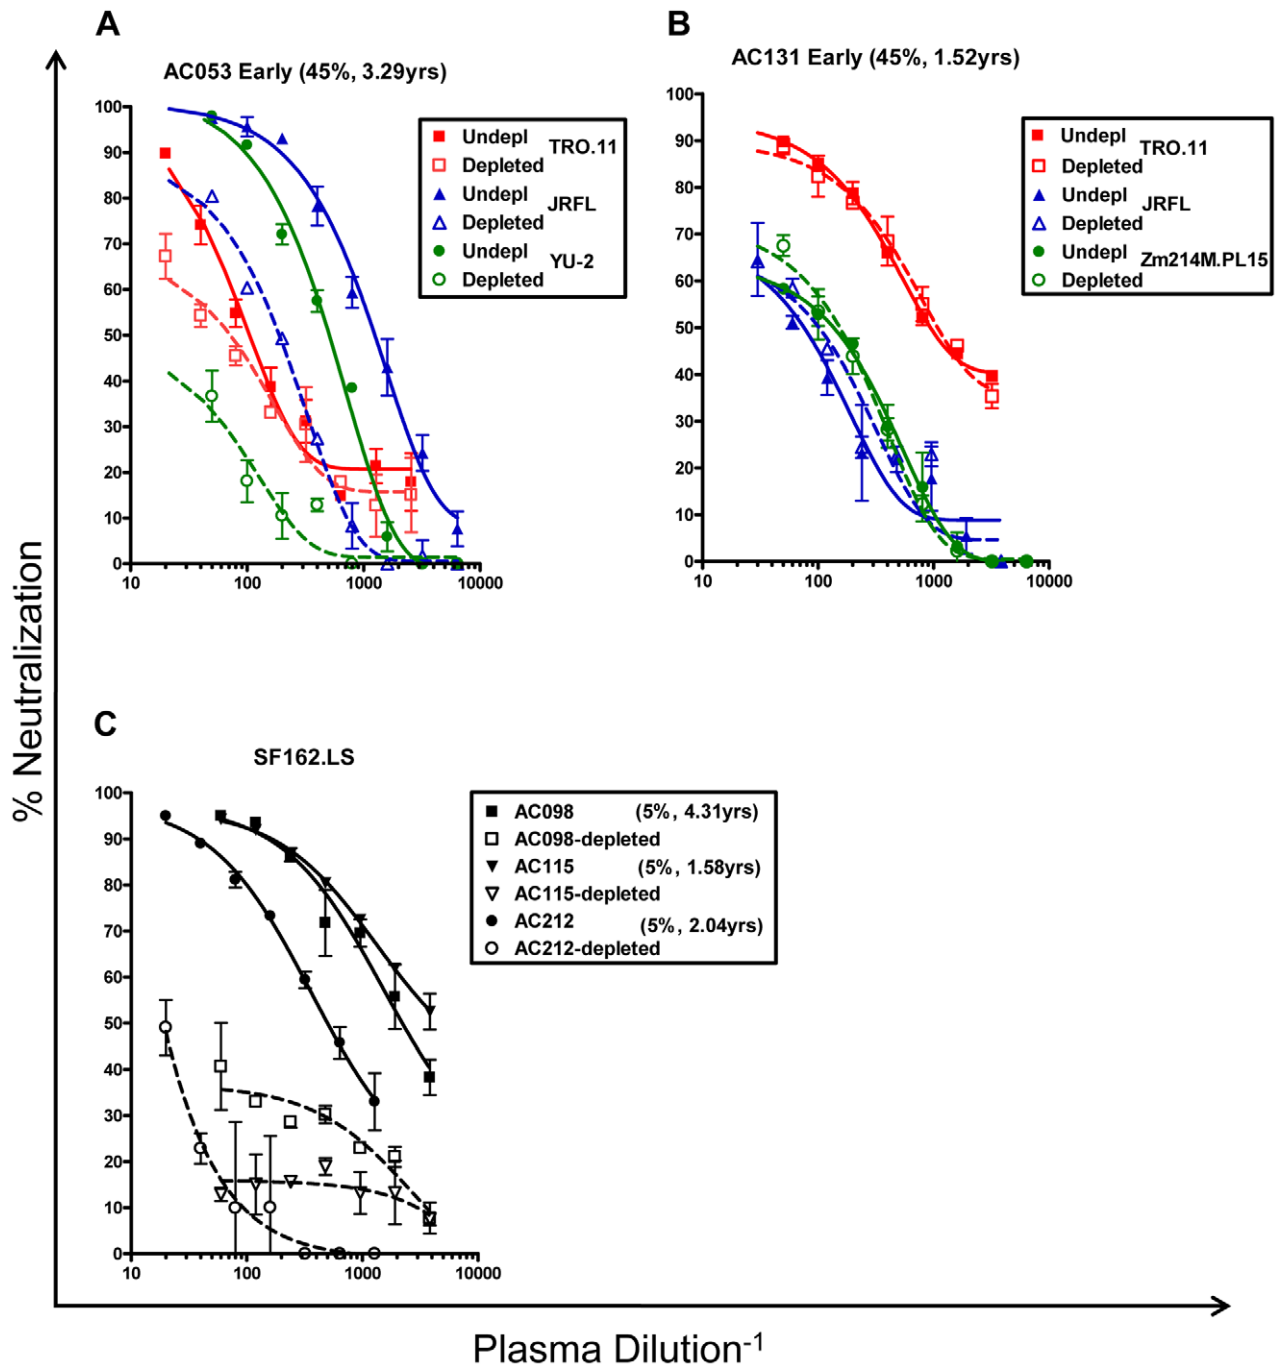 A
AC053 Early (45%, 3.29yrs)
100
90
80
70
60
50
40
30
20
10
0
10 100 1000 10000
Undepl
TRO.11
Depleted
Undepl
JRFL
Depleted
Undepl
YU-2
Depleted
B
AC131 Early (45%, 1.52yrs)
100
90
80
70
60
50
40
30
20
10
0
10 100 1000 10000
Undepl
TRO.11
Depleted
Undepl
JRFL
Depleted
Undepl
Zm214M.PL15
Depleted
% Neutralization
C
SF162.LS
100
90
80
70
60
50
40
30
20
10
0
10 100 1000 10000
AC098 (5%, 4.31yrs)
AC098-depleted
AC115 (5%, 1.58yrs)
AC115-depleted
AC212 (5%, 2.04yrs)
AC212-depleted
Plasma Dilution-1